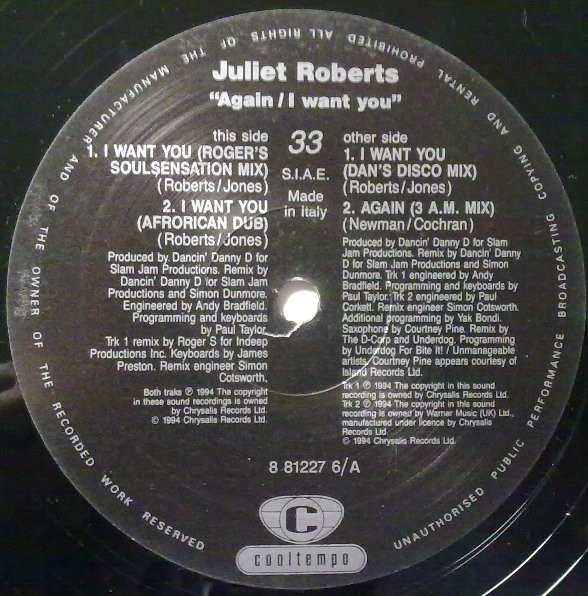 Juliet Roberts
"Again/I want you"
this side
1. I WANT YOU (ROGER'S
SOULSENSATION MIX)
(Roberts/Jones)
2. I WANT YOU
(AFRORICAN DUB)
(Roberts/Jones)
Produced by Dancin' Danny D for
Slam Jam Productions. Remix by
Dancin' Danny D for Slam Jam
Productions and Simon Dunmore.
Engineered by Andy Bradfield.
Programming and keyboards
by Paul Taylor.
Trk 1 remix by Roger S for Indeep
Productions Inc. Keyboards by James
Preston. Remix engineer Simon
Cotsworth.
Both traks ℗ 1994 The copyright
in these sound recordings is owned
by Chrysalis Records Ltd.
© 1994 Chrysalis Records Ltd.
33
S.I.A.E.
Made
in Italy
other side
1. I WANT YOU
(DAN'S DISCO MIX)
(Roberts/Jones)
2. AGAIN (3 A.M. MIX)
(Newman/Cochran)
Produced by Dancin' Danny D for Slam
Jam Productions. Remix by Dancin' Danny
D for Slam Jam Productions and Simon
Dunmore. Trk 1 engineered by Andy
Bradfield. Programming and keyboards by
Paul Taylor. Trk 2 engineered by Paul
Corkett. Remix engineer Simon Cotsworth.
Additional programming by Yak Bondi.
Saxophone by Courtney Pine. Remix by
The D-Corp and Underdog. Programming
by Underdog For Bite It! / Unmanageable
artists. Courtney Pine appears courtesy of
Island Records Ltd.
Trk 1 ℗ 1994 The copyright in this sound
recording is owned by Chrysalis Records Ltd.
Trk 2 ℗ 1994 The copyright in this sound
recording is owned by Warner Music (UK) Ltd.,
manufactured under licence by Chrysalis
Records Ltd.
© 1994 Chrysalis Records Ltd.
8 81227 6/A
C
cooltempo
ALL RIGHTS OF THE MANUFACTURER AND OF THE OWNER OF THE RECORDED WORK RESERVED
UNAUTHORISED PUBLIC PERFORMANCE BROADCASTING COPYING AND RENTAL PROHIBITED